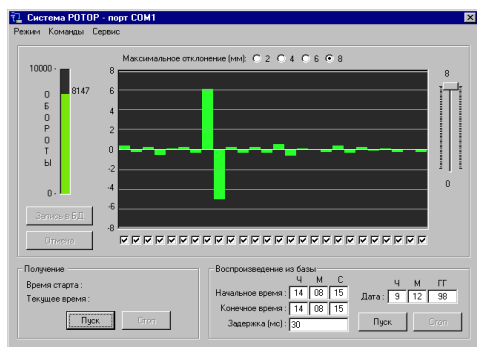 Система РОТОР - порт COM1
Режим Команды Сервис
Максимальное отклонение (мм): 2 4 6 8
10000 -
8147
ОБОРОТЫ
0 -
8
6
4
2
0
-2
-4
-6
-8
8
0
Запись в БД
Отмена
Получение
Время старта :
Текущее время :
Пуск Стоп
Воспроизведение из базы
Ч М С
Начальное время : 14 08 15
Конечное время : 14 08 15
Задержка (мс) : 30
Ч М ГГ
Дата : 9 12 98
Пуск Стоп